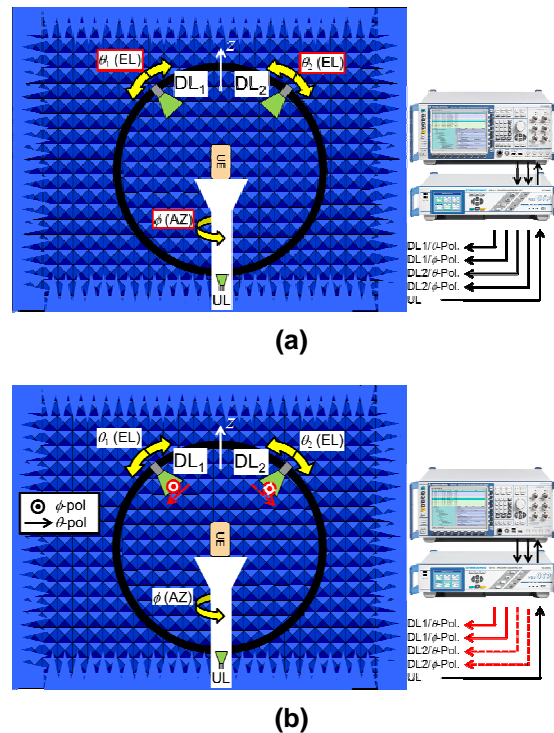 z
θ₁ (EL)
DL₁
DL₂
θ₂ (EL)
UE
ϕ (AZ)
UL
DL1/θ-Pol.
DL1/ϕ-Pol.
DL2/θ-Pol.
DL2/ϕ-Pol.
UL
(a)
z
θ₁ (EL)
DL₁
DL₂
θ₂ (EL)
ϕ-pol
θ-pol
UE
ϕ (AZ)
UL
DL1/θ-Pol.
DL1/ϕ-Pol.
DL2/θ-Pol.
DL2/ϕ-Pol.
UL
(b)